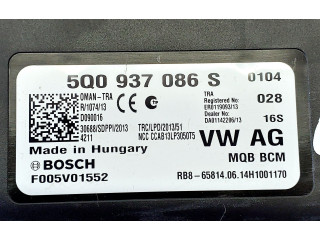 5Q0 937 086 S 0104
OMAN-TRA
R/1074/13
D090016
TRA
REGISTERED No:
ER0119093/13
Dealer No:
DA01142206/13
028
16S
30688/SDPPI/2013
4211
TRC/LPD/2013/51
NCC CCAB13LP3050T5
Made in Hungary
VW AG
BOSCH
MQB BCM
F005V01552
RB8-65814.06.14H1001170